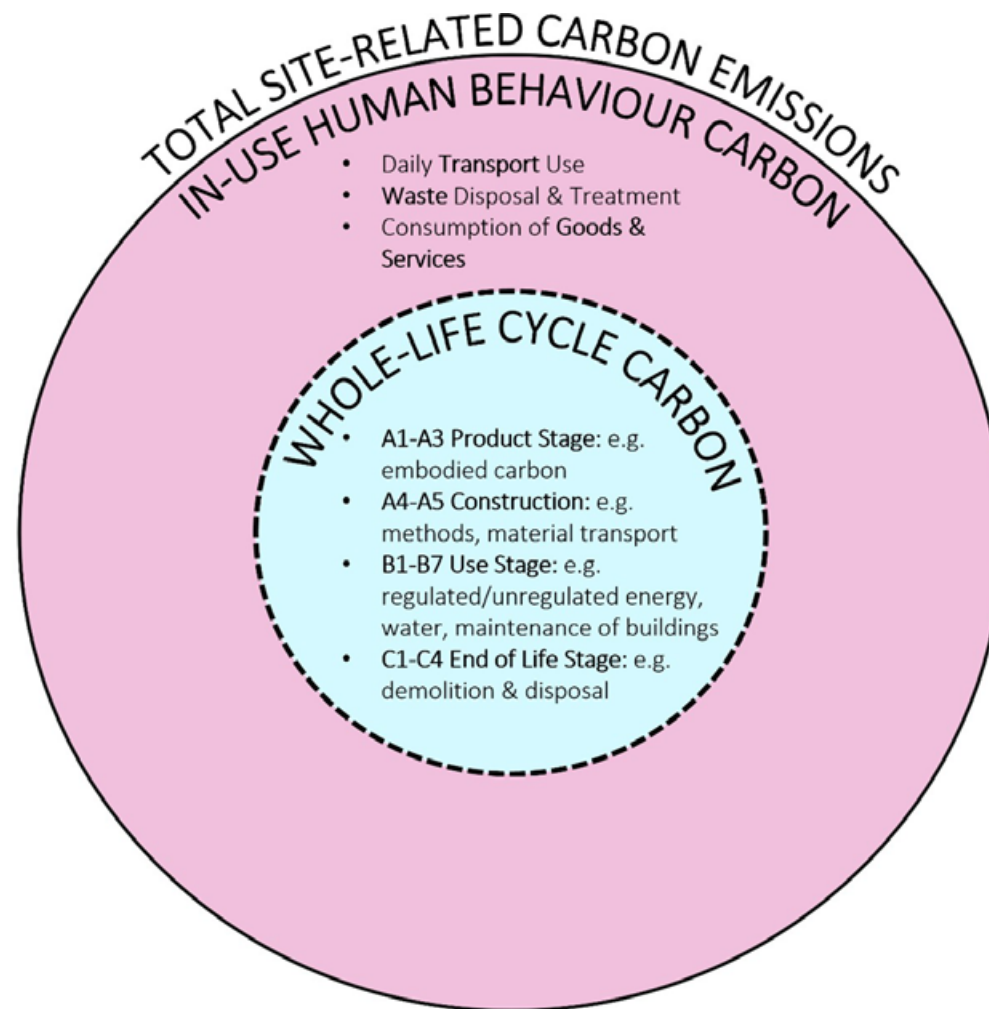 TOTAL SITE-RELATED CARBON EMISSIONS
IN-USE HUMAN BEHAVIOUR CARBON
• Daily Transport Use
• Waste Disposal & Treatment
• Consumption of Goods &
Services
WHOLE-LIFE CYCLE CARBON
• A1-A3 Product Stage: e.g.
embodied carbon
• A4-A5 Construction: e.g.
methods, material transport
• B1-B7 Use Stage: e.g.
regulated/unregulated energy,
water, maintenance of buildings
• C1-C4 End of Life Stage: e.g.
demolition & disposal